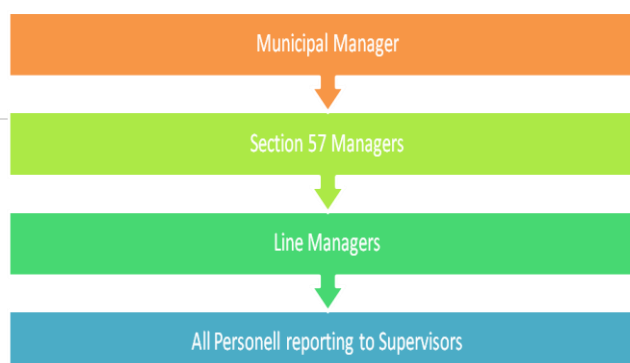 Municipal Manager
Section 57 Managers
Line Managers
All Personell reporting to Supervisors